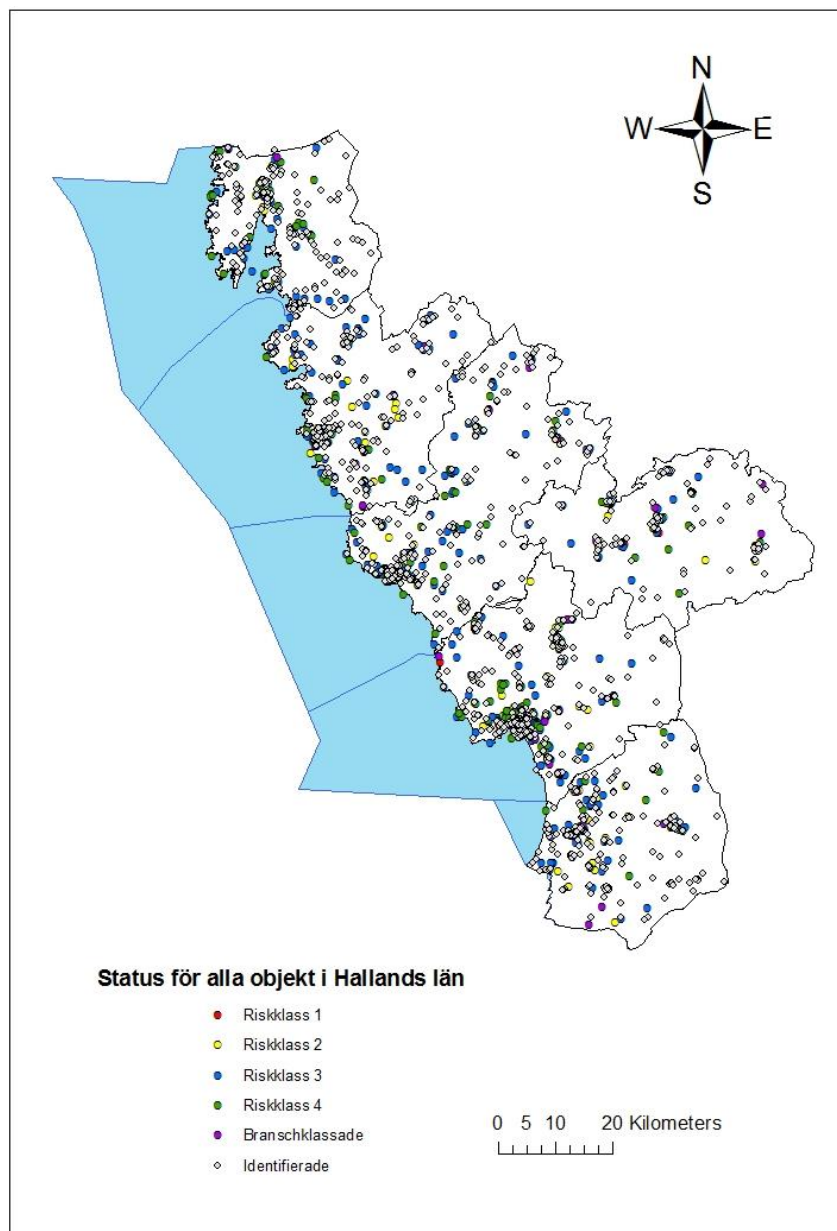 N
W E
S
Status för alla objekt i Hallands län
Riskklass 1
Riskklass 2
Riskklass 3
Riskklass 4
Branschklassade
Identifierade
0 5 10 20 Kilometers